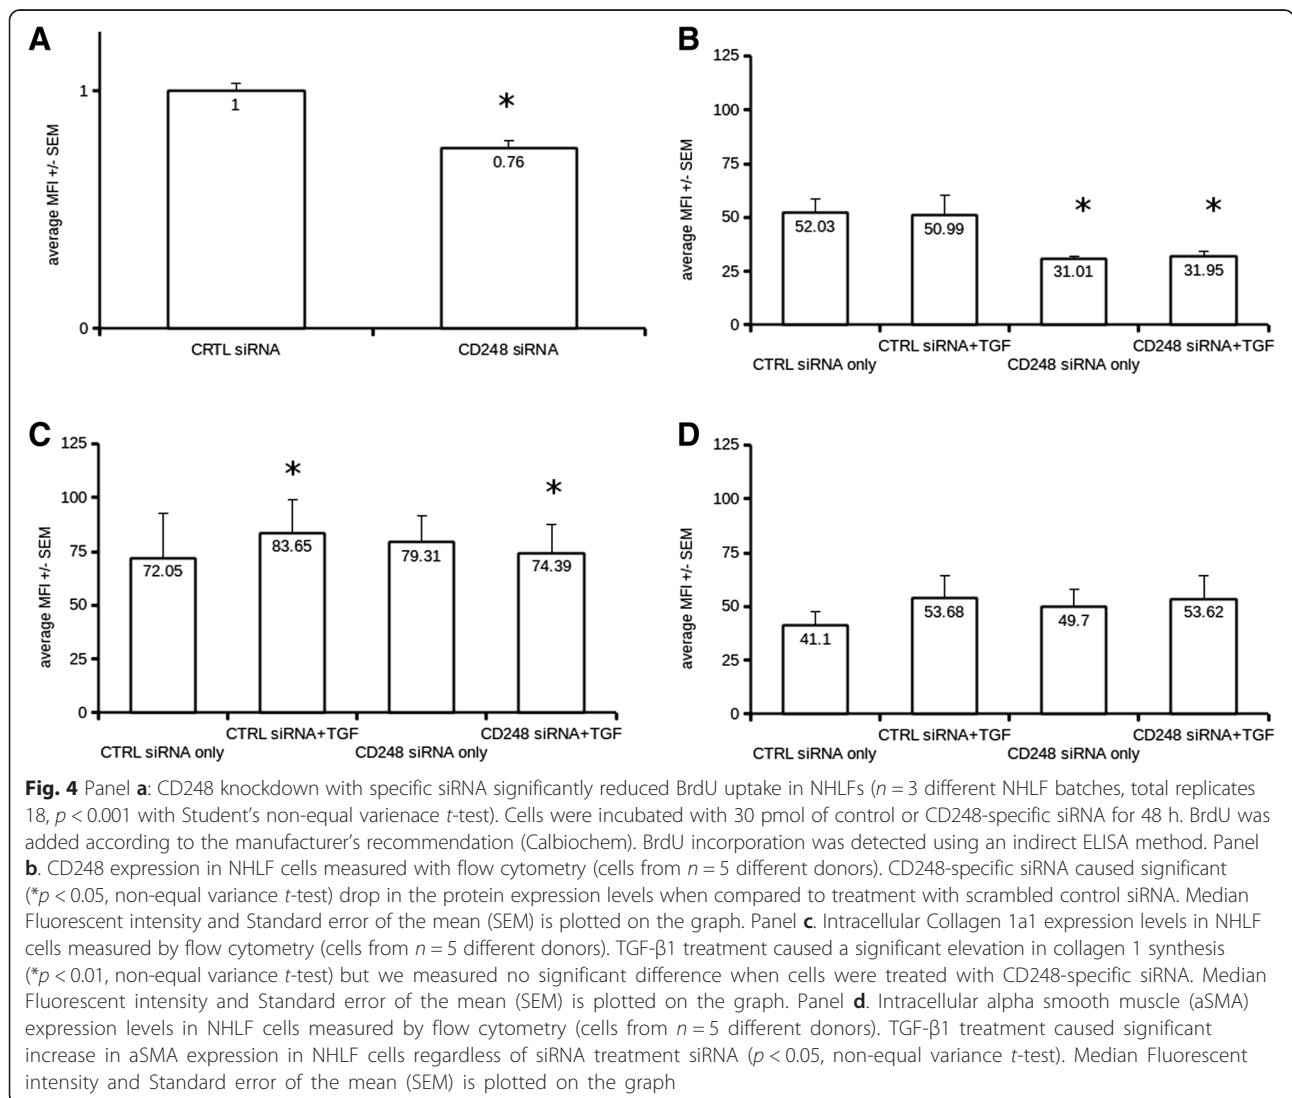 A
average MFI +/- SEM
1
0
1
0.76
*
CRTL siRNA
CD248 siRNA
B
average MFI +/- SEM
125
100
75
50
25
0
52.03
50.99
31.01
31.95
*
*
CTRL siRNA only
CTRL siRNA+TGF
CD248 siRNA only
CD248 siRNA+TGF
C
average MFI +/- SEM
125
100
75
50
25
0
72.05
83.65
79.31
74.39
*
*
CTRL siRNA only
CTRL siRNA+TGF
CD248 siRNA only
CD248 siRNA+TGF
D
average MFI +/- SEM
125
100
75
50
25
0
41.1
53.68
49.7
53.62
CTRL siRNA only
CTRL siRNA+TGF
CD248 siRNA only
CD248 siRNA+TGF
Fig. 4 Panel a: CD248 knockdown with specific siRNA significantly reduced BrdU uptake in NHLFs (n = 3 different NHLF batches, total replicates
18, p < 0.001 with Student's non-equal varienace t-test). Cells were incubated with 30 pmol of control or CD248-specific siRNA for 48 h. BrdU was
added according to the manufacturer's recommendation (Calbiochem). BrdU incorporation was detected using an indirect ELISA method. Panel
b. CD248 expression in NHLF cells measured with flow cytometry (cells from n = 5 different donors). CD248-specific siRNA caused significant
(*p < 0.05, non-equal variance t-test) drop in the protein expression levels when compared to treatment with scrambled control siRNA. Median
Fluorescent intensity and Standard error of the mean (SEM) is plotted on the graph. Panel c. Intracellular Collagen 1a1 expression levels in NHLF
cells measured by flow cytometry (cells from n = 5 different donors). TGF-β1 treatment caused a significant elevation in collagen 1 synthesis
(*p < 0.01, non-equal variance t-test) but we measured no significant difference when cells were treated with CD248-specific siRNA. Median
Fluorescent intensity and Standard error of the mean (SEM) is plotted on the graph. Panel d. Intracellular alpha smooth muscle (aSMA)
expression levels in NHLF cells measured by flow cytometry (cells from n = 5 different donors). TGF-β1 treatment caused significant
increase in aSMA expression in NHLF cells regardless of siRNA treatment siRNA (p < 0.05, non-equal variance t-test). Median Fluorescent
intensity and Standard error of the mean (SEM) is plotted on the graph